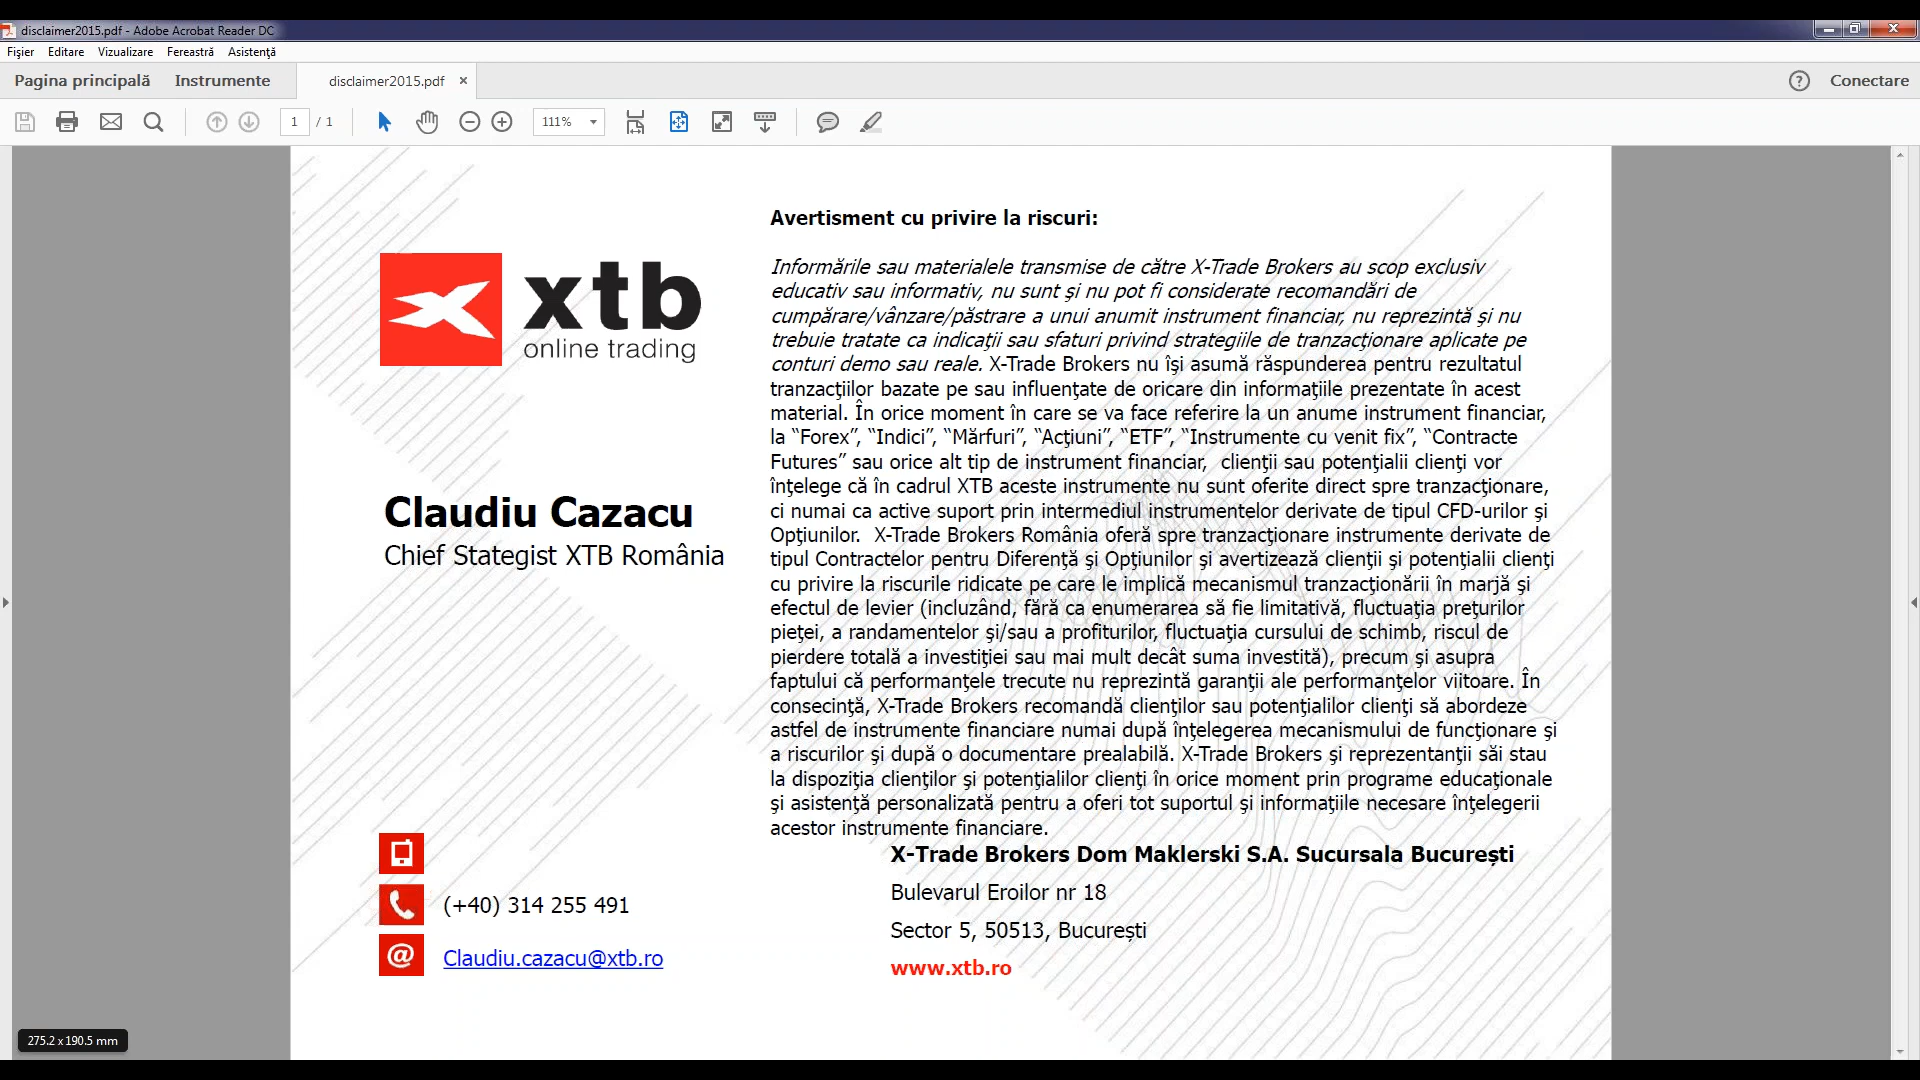 disclaimer2015.pdf - Adobe Acrobat Reader DC
Fişier Editare Vizualizare Fereastră Asistenţă
Pagina principală Instrumente disclaimer2015.pdf × ? Conectare
1 / 1 111%
Avertisment cu privire la riscuri:
Informările sau materialele transmise de către X-Trade Brokers au scop exclusiv
educativ sau informativ, nu sunt şi nu pot fi considerate recomandări de
cumpărare/vânzare/păstrare a unui anumit instrument financiar, nu reprezintă şi nu
trebuie tratate ca indicaţii sau sfaturi privind strategiile de tranzacţionare aplicate pe
conturi demo sau reale. X-Trade Brokers nu îşi asumă răspunderea pentru rezultatul
tranzacţiilor bazate pe sau influenţate de oricare din informaţiile prezentate în acest
material. În orice moment în care se va face referire la un anume instrument financiar,
la “Forex”, “Indici”, “Mărfuri”, “Acţiuni”, “ETF”, “Instrumente cu venit fix”, “Contracte
Futures” sau orice alt tip de instrument financiar, clienţii sau potenţialii clienţi vor
înţelege că în cadrul XTB aceste instrumente nu sunt oferite direct spre tranzacţionare,
ci numai ca active suport prin intermediul instrumentelor derivate de tipul CFD-urilor şi
Opţiunilor. X-Trade Brokers România oferă spre tranzacţionare instrumente derivate de
tipul Contractelor pentru Diferenţă şi Opţiunilor şi avertizează clienţii şi potenţialii clienţi
cu privire la riscurile ridicate pe care le implică mecanismul tranzacţionării în marjă şi
efectul de levier (incluzând, fără ca enumerarea să fie limitativă, fluctuaţia preţurilor
pieţei, a randamentelor şi/sau a profiturilor, fluctuaţia cursului de schimb, riscul de
pierdere totală a investiţiei sau mai mult decât suma investită), precum şi asupra
faptului că performanţele trecute nu reprezintă garanţii ale performanţelor viitoare. În
consecinţă, X-Trade Brokers recomandă clienţilor sau potenţialilor clienţi să abordeze
astfel de instrumente financiare numai după înţelegerea mecanismului de funcţionare şi
a riscurilor şi după o documentare prealabilă. X-Trade Brokers şi reprezentanţii săi stau
la dispoziţia clienţilor şi potenţialilor clienţi în orice moment prin programe educaţionale
şi asistenţă personalizată pentru a oferi tot suportul şi informaţiile necesare înţelegerii
acestor instrumente financiare.
xtb
online trading
Claudiu Cazacu
Chief Stategist XTB România
(+40) 314 255 491
@ Claudiu.cazacu@xtb.ro
X-Trade Brokers Dom Maklerski S.A. Sucursala București
Bulevarul Eroilor nr 18
Sector 5, 50513, București
www.xtb.ro
275.2 x 190.5 mm